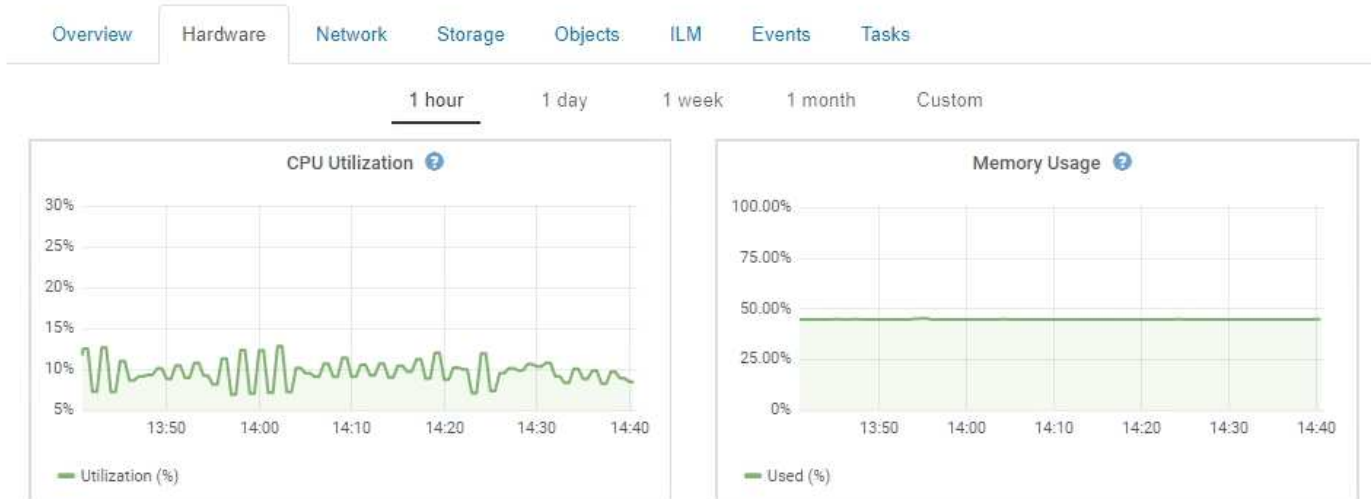 Overview Hardware Network Storage Objects ILM Events Tasks
1 hour 1 day 1 week 1 month Custom
CPU Utilization ?
30%
25%
20%
15%
10%
5%
13:50 14:00 14:10 14:20 14:30 14:40
Utilization (%)
Memory Usage ?
100.00%
75.00%
50.00%
25.00%
0%
13:50 14:00 14:10 14:20 14:30 14:40
Used (%)